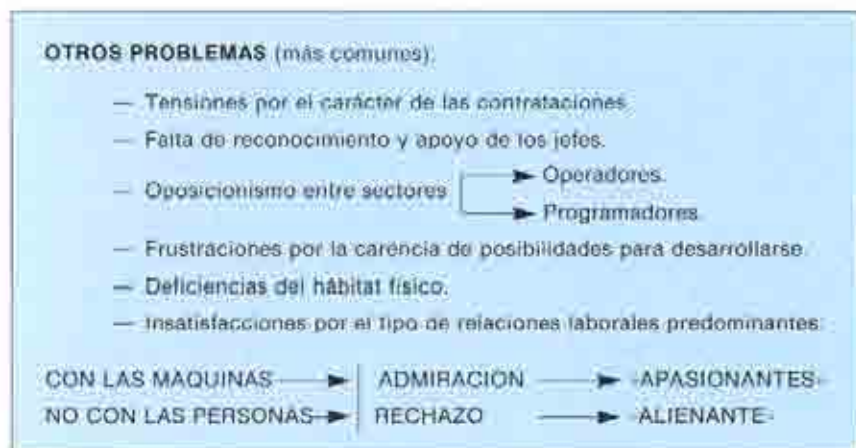 OTROS PROBLEMAS (más comunes):
— Tensiones por el carácter de las contrataciones.
— Falta de reconocimiento y apoyo de los jefes.
— Oposicionismo entre sectores
Operadores.
Programadores.
— Frustraciones por la carencia de posibilidades para desarrollarse.
— Deficiencias del hábitat físico.
— Insatisfacciones por el tipo de relaciones laborales predominantes:
CON LAS MAQUINAS ADMIRACION «APASIONANTES»
NO CON LAS PERSONAS RECHAZO «ALIENANTE»